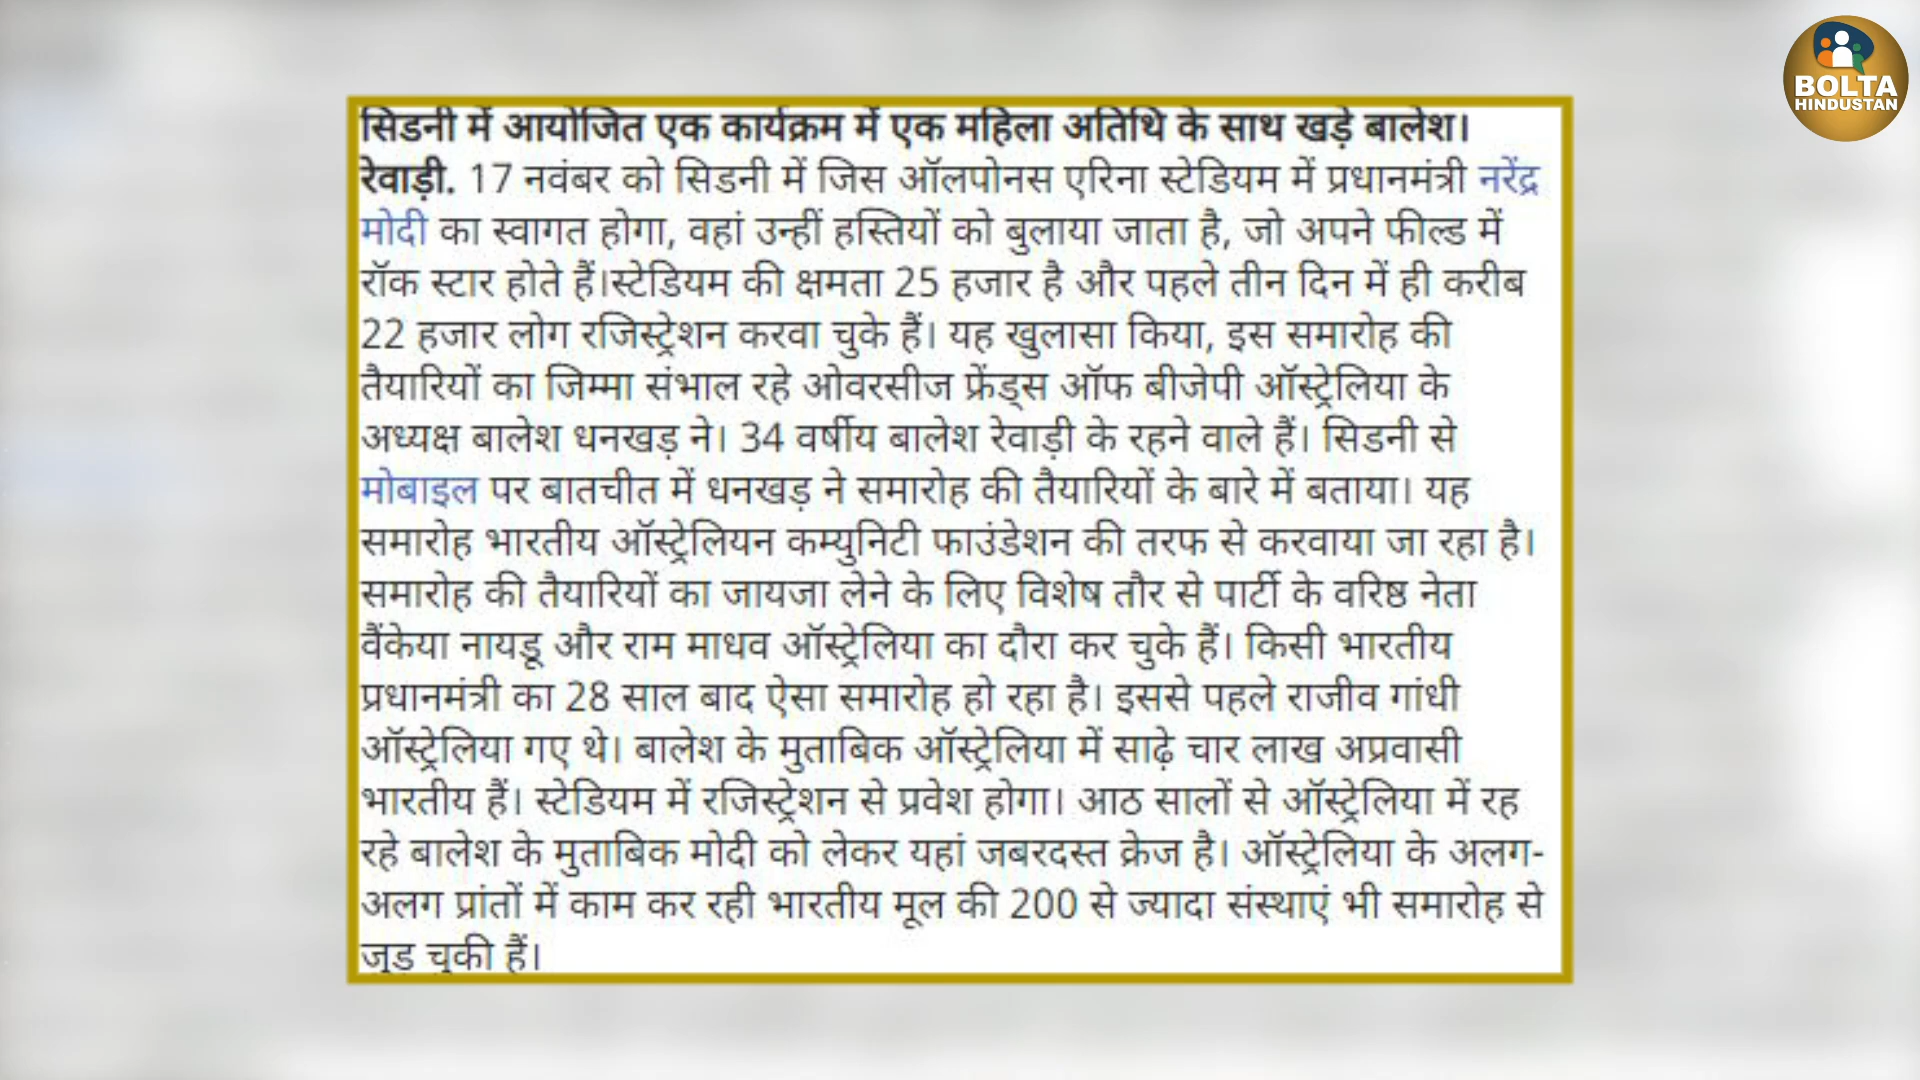 BOLTA
HINDUSTAN
सिडनी में आयोजित एक कार्यक्रम में एक महिला अतिथि के साथ खड़े बालेश।
रेवाड़ी. 17 नवंबर को सिडनी में जिस ऑलपोनस एरिना स्टेडियम में प्रधानमंत्री नरेंद्र
मोदी का स्वागत होगा, वहां उन्हीं हस्तियों को बुलाया जाता है, जो अपने फील्ड में
रॉक स्टार होते हैं।स्टेडियम की क्षमता 25 हजार है और पहले तीन दिन में ही करीब
22 हजार लोग रजिस्ट्रेशन करवा चुके हैं। यह खुलासा किया, इस समारोह की
तैयारियों का जिम्मा संभाल रहे ओवरसीज फ्रेंड्स ऑफ बीजेपी ऑस्ट्रेलिया के
अध्यक्ष बालेश धनखड़ ने। 34 वर्षीय बालेश रेवाड़ी के रहने वाले हैं। सिडनी से
मोबाइल पर बातचीत में धनखड़ ने समारोह की तैयारियों के बारे में बताया। यह
समारोह भारतीय ऑस्ट्रेलियन कम्युनिटी फाउंडेशन की तरफ से करवाया जा रहा है।
समारोह की तैयारियों का जायजा लेने के लिए विशेष तौर से पार्टी के वरिष्ठ नेता
वैंकेया नायडू और राम माधव ऑस्ट्रेलिया का दौरा कर चुके हैं। किसी भारतीय
प्रधानमंत्री का 28 साल बाद ऐसा समारोह हो रहा है। इससे पहले राजीव गांधी
ऑस्ट्रेलिया गए थे। बालेश के मुताबिक ऑस्ट्रेलिया में साढ़े चार लाख अप्रवासी
भारतीय हैं। स्टेडियम में रजिस्ट्रेशन से प्रवेश होगा। आठ सालों से ऑस्ट्रेलिया में रह
रहे बालेश के मुताबिक मोदी को लेकर यहां जबरदस्त क्रेज है। ऑस्ट्रेलिया के अलग-
अलग प्रांतों में काम कर रही भारतीय मूल की 200 से ज्यादा संस्थाएं भी समारोह से
जुड़ चुकी हैं।